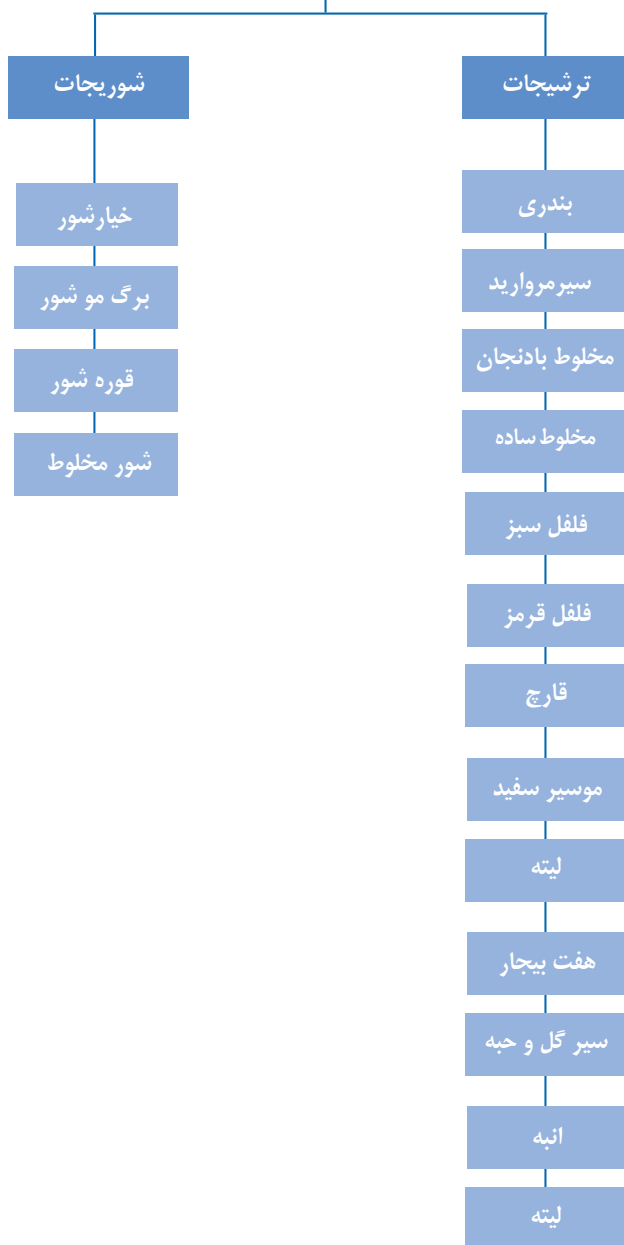 ترشیجات
بندری
سیرمروارید
مخلوط بادنجان
مخلوط ساده
فلفل سبز
فلفل قرمز
قارچ
موسیر سفید
لیته
هفت بیجار
سیر گل و حبه
انبه
لیته
شوریجات
خیارشور
برگ مو شور
قوره شور
شور مخلوط